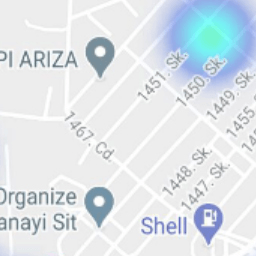 PI ARIZA
1451. Sk.
1450. Sk.
1449. Sk.
1455.
1467. Cd.
1448. Sk.
1447. Sk.
Organize
anayi Sit
Shell